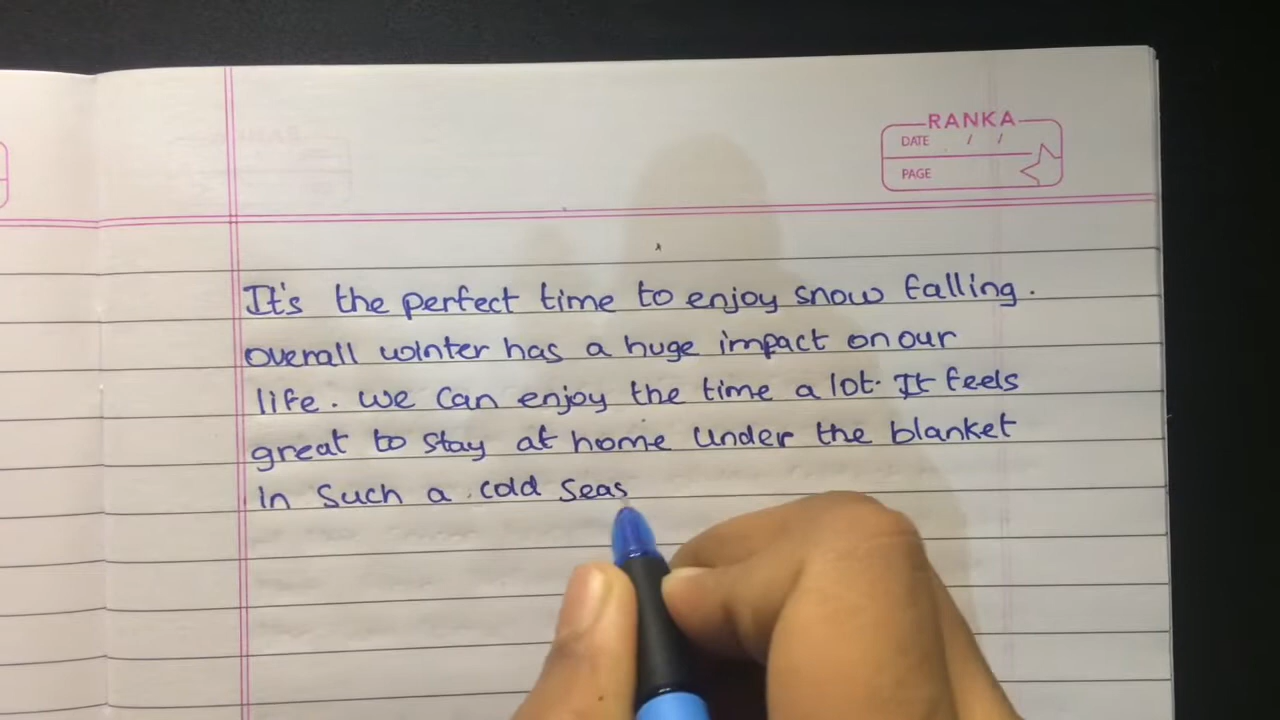 RANKA
DATE / /
PAGE
It's the perfect time to enjoy snow falling.
overall winter has a huge impact on our
life. we can enjoy the time a lot. It feels
great to stay at home under the blanket
in such a cold seas